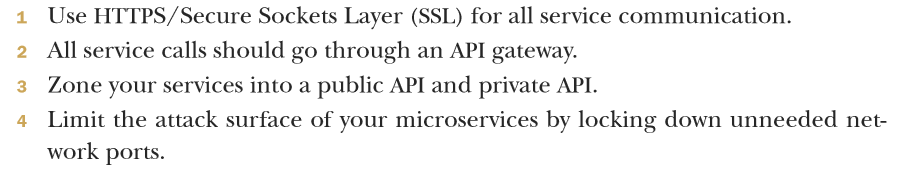 1 Use HTTPS/Secure Sockets Layer (SSL) for all service communication.
2 All service calls should go through an API gateway.
3 Zone your services into a public API and private API.
4 Limit the attack surface of your microservices by locking down unneeded net-
work ports.